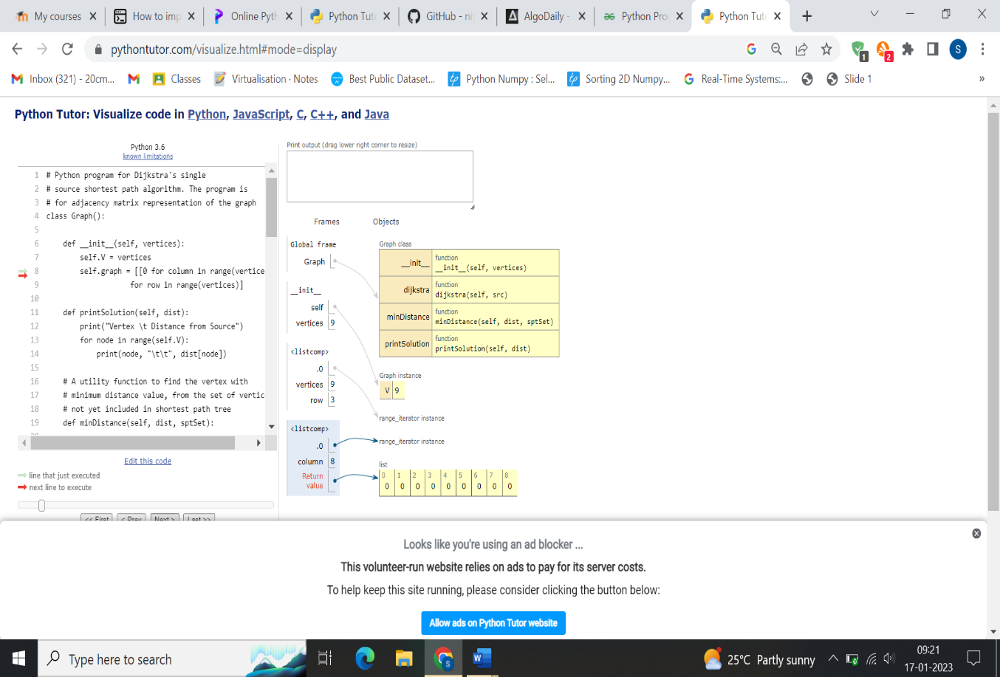 My courses
How to imp
Online Pyth
Python Tut
GitHub - niy
AlgoDaily -
Python Pro
Python Tut
pythontutor.com/visualize.html#mode=display
1
2
S
Inbox (321) - 20cm...
Classes
Virtualisation · Notes
Best Public Dataset...
Python Numpy : Sel...
Sorting 2D Numpy...
Real-Time Systems:...
Slide 1
»
Python Tutor: Visualize code in Python, JavaScript, C, C++, and Java
Python 3.6
known limitations
1 # Python program for Dijkstra's single
2 # source shortest path algorithm. The program is
3 # for adjacency matrix representation of the graph
4 class Graph():
5
6 def __init__(self, vertices):
7 self.V = vertices
8 self.graph = [[0 for column in range(vertice
9 for row in range(vertices)]
10
11 def printSolution(self, dist):
12 print("Vertex \t Distance from Source")
13 for node in range(self.V):
14 print(node, "\t\t", dist[node])
15
16 # A utility function to find the vertex with
17 # minimum distance value, from the set of vertic
18 # not yet included in shortest path tree
19 def minDistance(self, dist, sptSet):
Edit this code
line that just executed
next line to execute
<< First
< Prev
Next >
Last >>
Print output (drag lower right corner to resize)
Frames
Objects
Global frame
Graph
__init__
self
vertices 9
<listcomp>
.0
vertices 9
row 3
<listcomp>
.0
column 8
Return
value
Graph class
__init__ function
__init__(self, vertices)
dijkstra function
dijkstra(self, src)
minDistance function
minDistance(self, dist, sptSet)
printSolution function
printSolution(self, dist)
Graph instance
V 9
range_iterator instance
range_iterator instance
list
0 1 2 3 4 5 6 7 8
0 0 0 0 0 0 0 0 0
Looks like you're using an ad blocker ...
This volunteer-run website relies on ads to pay for its server costs.
To help keep this site running, please consider clicking the button below:
Allow ads on Python Tutor website
Type here to search
25°C Partly sunny
09:21
17-01-2023